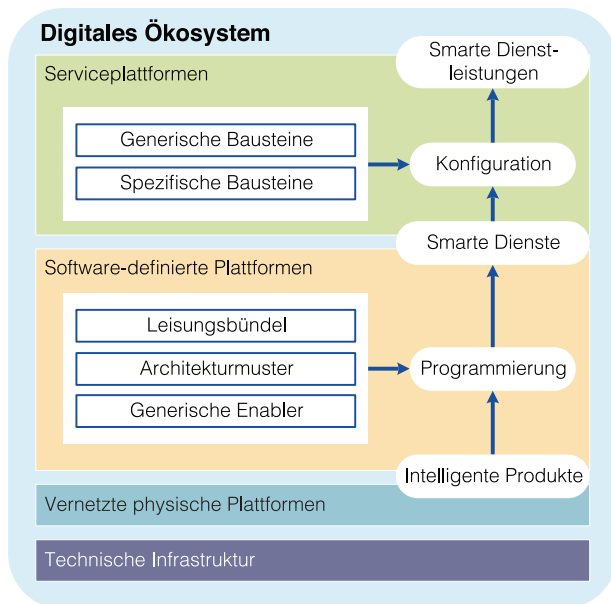 Digitales Ökosystem
Smarte Dienst-
leistungen
Serviceplattformen
Generische Bausteine
Spezifische Bausteine
Konfiguration
Smarte Dienste
Software-definierte Plattformen
Leisungsbündel
Architekturmuster
Generische Enabler
Programmierung
Intelligente Produkte
Vernetzte physische Plattformen
Technische Infrastruktur